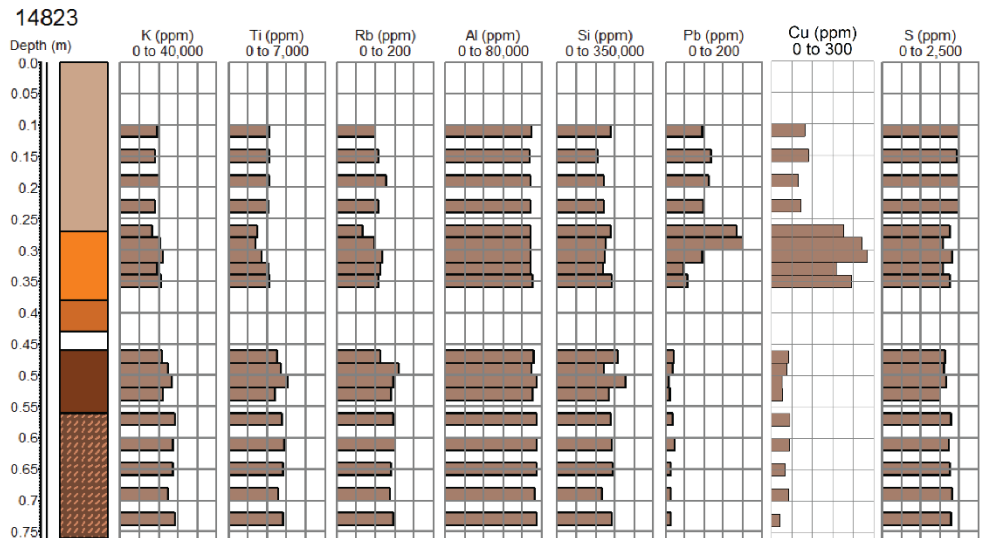 14823
Depth (m)
K (ppm)
0 to 40,000
Ti (ppm)
0 to 7,000
Rb (ppm)
0 to 200
Al (ppm)
0 to 80,000
Si (ppm)
0 to 350,000
Pb (ppm)
0 to 200
Cu (ppm)
0 to 300
S (ppm)
0 to 2,500
0.0
0.05
0.1
0.15
0.2
0.25
0.3
0.35
0.4
0.45
0.5
0.55
0.6
0.65
0.7
0.75